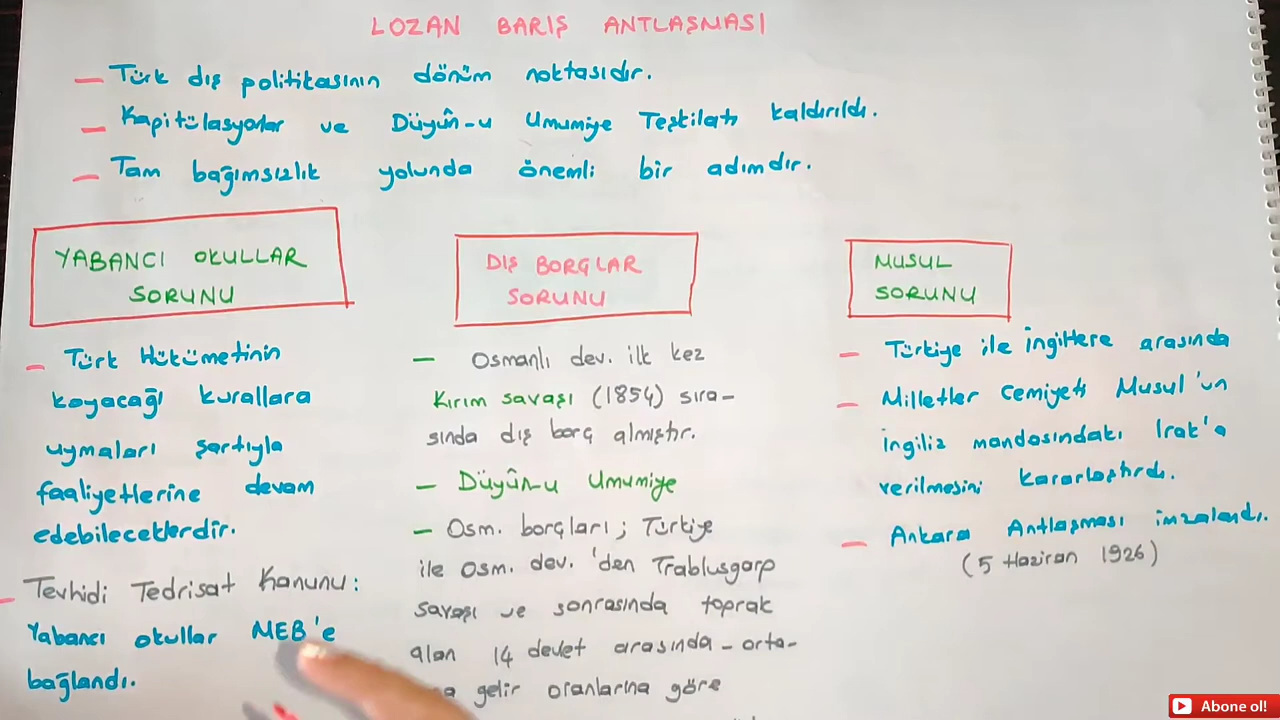 LOZAN BARIŞ ANTLAŞMASI
— Türk dış politikasının dönüm noktasıdır.
— Kapitülasyonlar ve Düyûn-u Umumiye Teşkilatı kaldırıldı.
— Tam bağımsızlık yolunda önemli bir adımdır.
YABANCI OKULLAR
SORUNU
— Türk Hükümetinin
koyacağı kurallara
uymaları şartıyla
faaliyetlerine devam
edebileceklerdir.
— Tevhidi Tedrisat Kanunu:
Yabancı okullar MEB'e
bağlandı.
DIŞ BORÇLAR
SORUNU
— Osmanlı dev. ilk kez
Kırım savaşı (1854) sıra-
sında dış borç almıştır.
— Düyûn-u Umumiye
— Osm. borçları; Türkiye
ile Osm. dev. 'den Trablusgarp
savaşı ve sonrasında toprak
alan 14 devlet arasında - orta-
gelir oranlarına göre
MUSUL
SORUNU
— Türkiye ile İngiltere arasında
— Milletler Cemiyeti Musul'un
İngiliz mandasındaki Irak'a
verilmesini kararlaştırdı.
— Ankara Antlaşması imzalandı.
(5 Haziran 1926)
Abone ol!